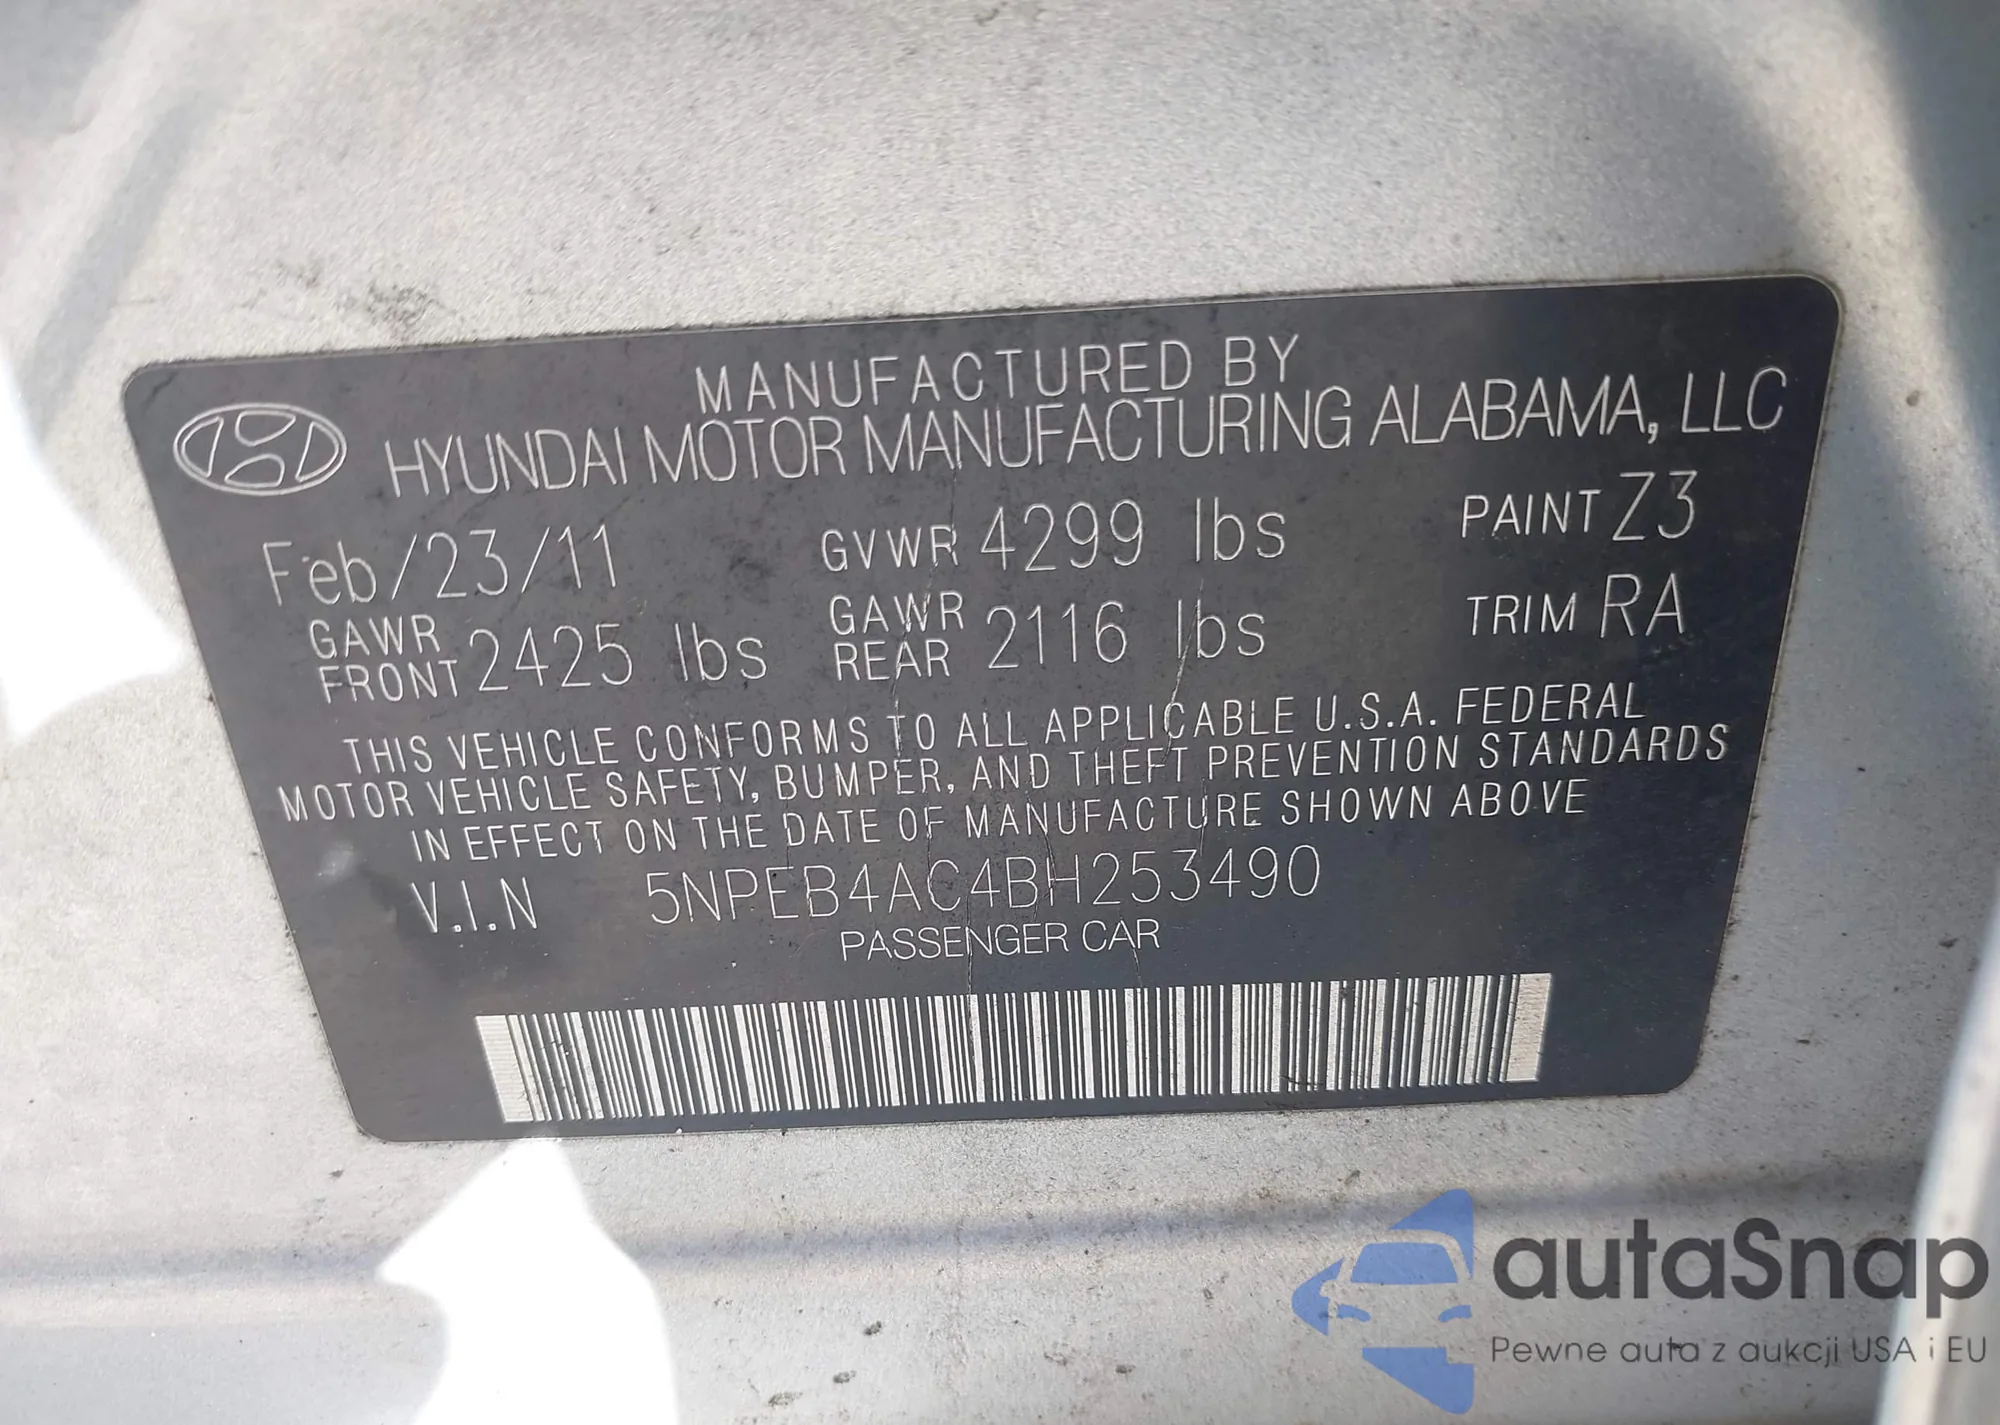 MANUFACTURED BY
HYUNDAI MOTOR MANUFACTURING ALABAMA, LLC
Feb/23/11 GVWR 4299 lbs PAINT Z3
GAWR FRONT 2425 lbs GAWR REAR 2116 lbs TRIM RA
THIS VEHICLE CONFORMS TO ALL APPLICABLE U.S.A. FEDERAL
MOTOR VEHICLE SAFETY, BUMPER, AND THEFT PREVENTION STANDARDS
IN EFFECT ON THE DATE OF MANUFACTURE SHOWN ABOVE
V.I.N 5NPEB4AC4BH253490
PASSENGER CAR
autaSnap
Pewne auta z aukcji USA i EU